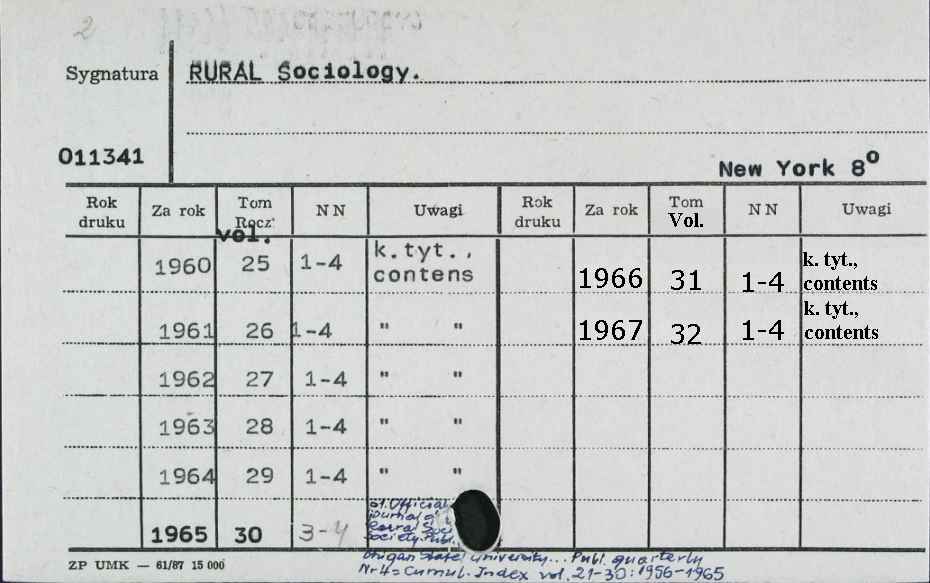 2
Sygnatura
RURAL Sociology.
011341
New York 8º
Rok druku Za rok Tom Rocz. vol. NN Uwagi Rok druku Za rok Tom Vol. NN Uwagi
1960 25 1-4 k. tyt., contens 1966 31 1-4 k. tyt., contents
1961 26 1-4 " " 1967 32 1-4 k. tyt., contents
1962 27 1-4 " "
1963 28 1-4 " "
1964 29 1-4 " "
1965 30 3-4
Official
journal of
Society. Publ.
State University... Publ. quarterly
Nr 4 = Cumul. Index vol. 21-30: 1956-1965
ZP UMK — 61/87 15 000